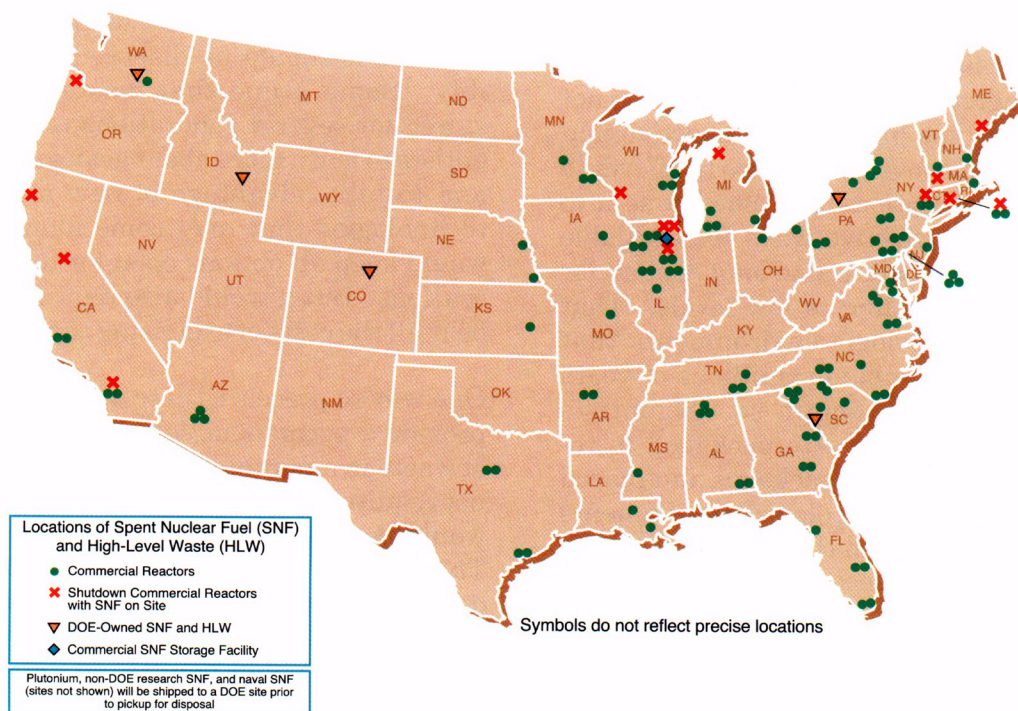 WA
MT
ND
MN
ME
VT
NH
OR
ID
SD
WI
MI
NY
MA
RI
WY
IA
PA
NE
NJ
NV
UT
CO
IL
IN
OH
MD
DE
WV
VA
CA
KS
MO
KY
NC
TN
AZ
NM
OK
AR
SC
MS
AL
GA
TX
LA
FL
Locations of Spent Nuclear Fuel (SNF)
and High-Level Waste (HLW)
Commercial Reactors
Shutdown Commercial Reactors
with SNF on Site
DOE-Owned SNF and HLW
Commercial SNF Storage Facility
Symbols do not reflect precise locations
Plutonium, non-DOE research SNF, and naval SNF
(sites not shown) will be shipped to a DOE site prior
to pickup for disposal